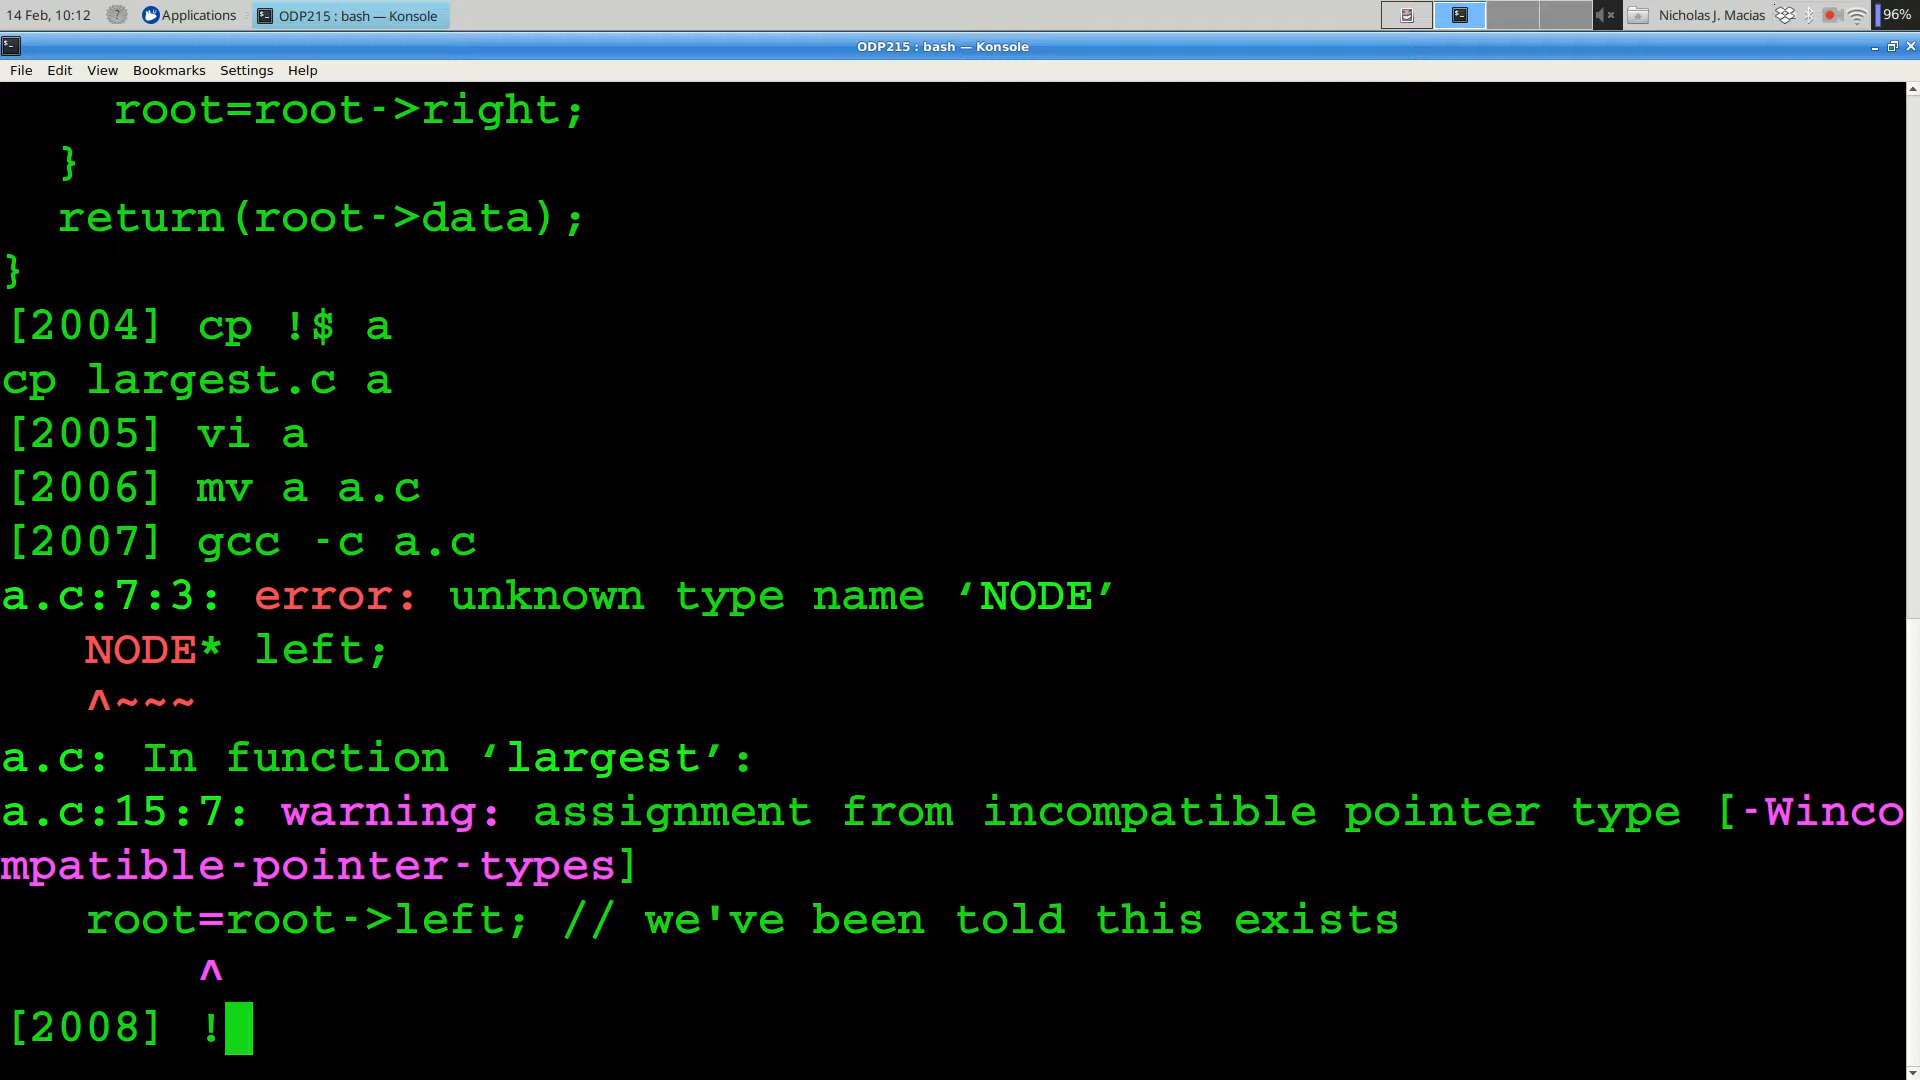 14 Feb, 10:12 ? Applications ODP215 : bash — Konsole Nicholas J. Macias 96%
ODP215 : bash — Konsole
File Edit View Bookmarks Settings Help
root=root->right;
}
return(root->data);
}
[2004] cp !$ a
cp largest.c a
[2005] vi a
[2006] mv a a.c
[2007] gcc -c a.c
a.c:7:3: error: unknown type name ‘NODE’
NODE* left;
^~~~
a.c: In function ‘largest’:
a.c:15:7: warning: assignment from incompatible pointer type [-Winco
mpatible-pointer-types]
root=root->left; // we've been told this exists
^
[2008] !